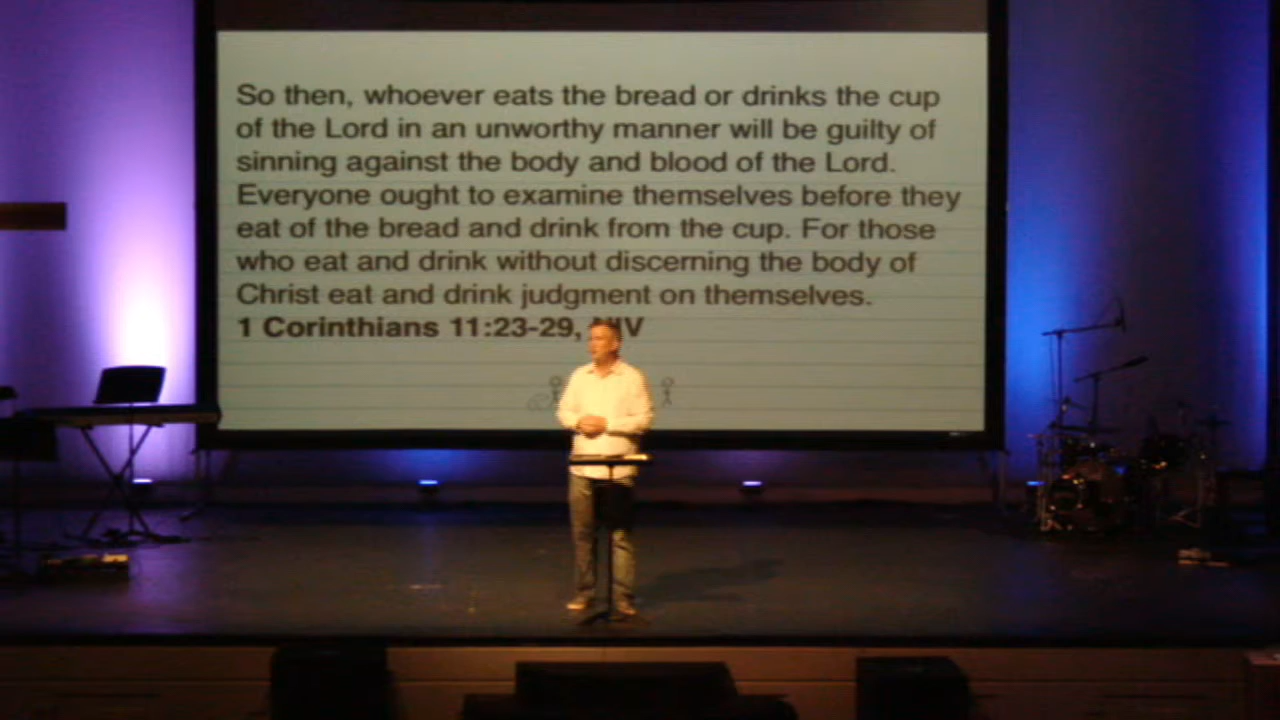 So then, whoever eats the bread or drinks the cup
of the Lord in an unworthy manner will be guilty of
sinning against the body and blood of the Lord.
Everyone ought to examine themselves before they
eat of the bread and drink from the cup. For those
who eat and drink without discerning the body of
Christ eat and drink judgment on themselves.
1 Corinthians 11:23-29, NIV